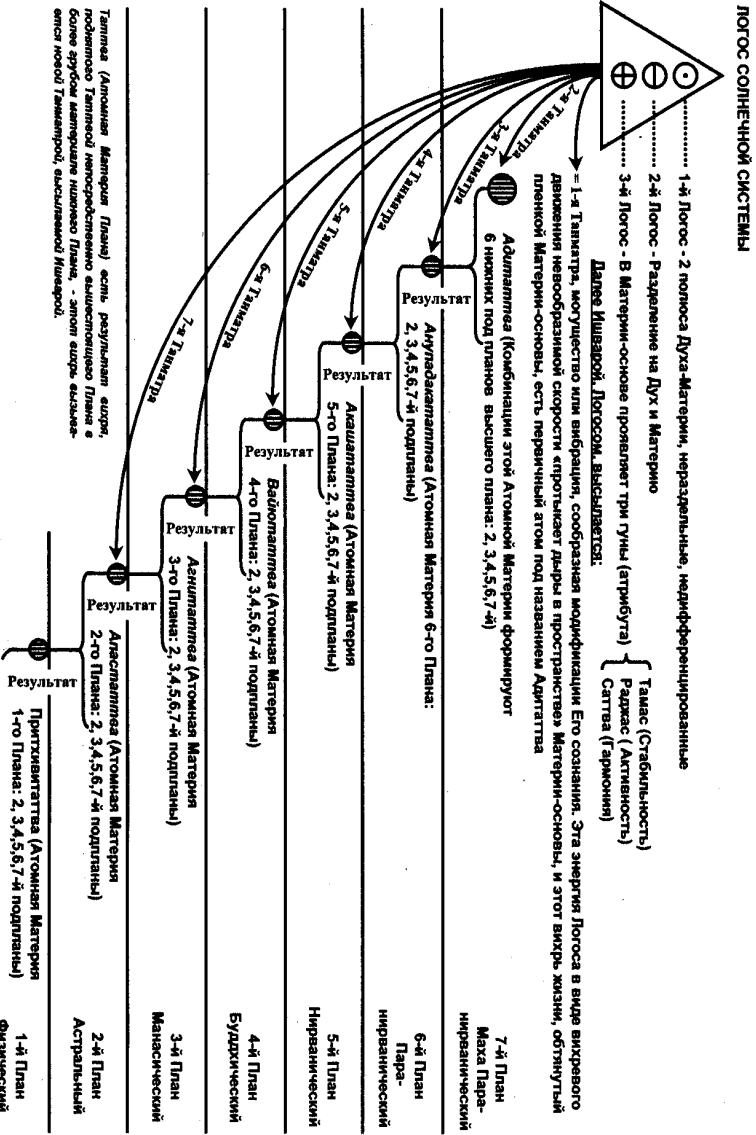 ЛОГОС СОЛНЕЧНОЙ СИСТЕМЫ
1-й Логос - 2 полюса Духа-Материи, нераздельные, недифференцированные
2-й Логос - Разделение на Дух и Материю
3-й Логос - В Материи-основе проявляет три гуны (атрибута)
Тамас (Стабильность)
Раджас ( Активность)
Саттва (Гармония)
Далее Ишварой, Логосом, высылается:
= 1-я Танматра, могущество или вибрация, сообразная модификации Его сознания. Эта энергия Логоса в виде вихревого
движения невообразимой скорости «протыкает дыры в пространстве» Материи-основы, и этот вихрь жизни, обтянутый
пленкой Материи-основы, есть первичный атом под названием Адитаттва
2-я Танматра
Адитаттва (Комбинации этой Атомной Материи формируют
6 нижних под планов высшего плана: 2, 3,4,5,6,7-й)
7-й План
Маха Пара-
нирванический
3-я Танматра
Результат
Анупадакататтва (Атомная Материя 6-го Плана:
2, 3,4,5,6,7-й подпланы)
6-й План
Пара-
нирванический
4-я Танматра
Результат
Акашататтва (Атомная Материя
5-го Плана: 2, 3,4,5,6,7-й подпланы)
5-й План
Нирванический
5-я Танматра
Результат
Вайютаттва (Атомная Материя
4-го Плана: 2, 3,4,5,6,7-й подпланы)
4-й План
Буддхический
6-я Танматра
Результат
Агнитаттва (Атомная Материя
3-го Плана: 2, 3,4,5,6,7-й подпланы)
3-й План
Манасический
7-я Танматра
Результат
Апастаттва (Атомная Материя
2-го Плана: 2, 3,4,5,6,7-й подпланы)
2-й План
Астральный
Результат
Притхивитаттва (Атомная Материя
1-го Плана: 2, 3,4,5,6,7-й подпланы)
1-й План
Физический
Таттва (Атомная Материя Плана) есть результат вихря,
поднятого Таттвой непосредственно вышестоящего Плана в
более грубом материале нижнего Плана, - этот вихрь вызыва-
ется новой Танматрой, высылаемой Ишварой.